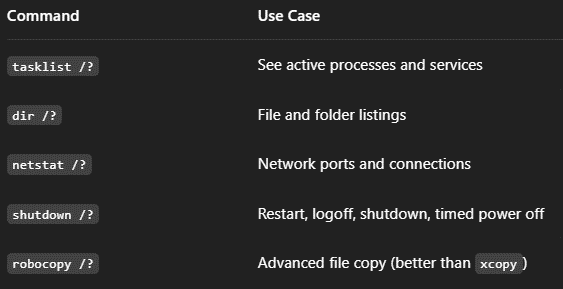 Command Use Case
tasklist /? See active processes and services
dir /? File and folder listings
netstat /? Network ports and connections
shutdown /? Restart, logoff, shutdown, timed power off
robocopy /? Advanced file copy (better than xcopy)